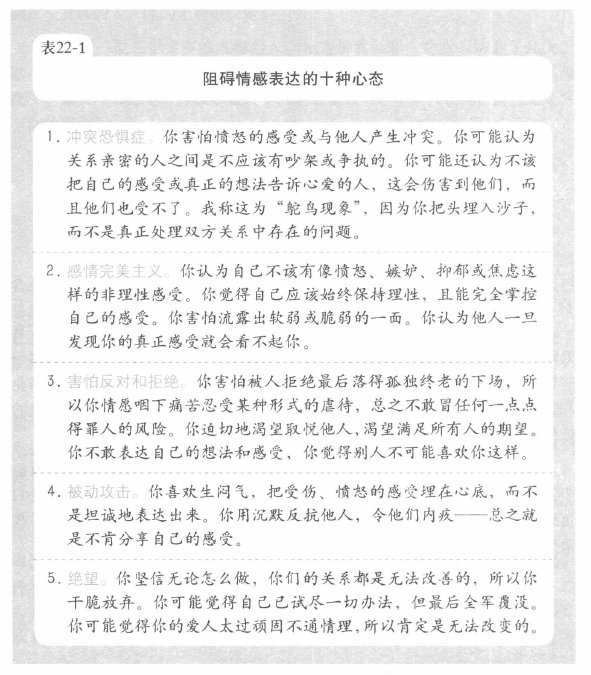 表22-1
阻碍情感表达的十种心态
1. 冲突恐惧症。你害怕愤怒的感受或与他人产生冲突。你可能认为
关系亲密的人之间是不应该有吵架或争执的。你可能还认为不该
把自己的感受或真正的想法告诉心爱的人，这会伤害到他们，而
且他们也受不了。我称这为“鸵鸟现象”，因为你把头埋入沙子，
而不是真正处理双方关系中存在的问题。
2. 感情完美主义。你认为自己不该有像愤怒、嫉妒、抑郁或焦虑这
样的非理性感受。你觉得自己应该始终保持理性，且能完全掌控
自己的感受。你害怕流露出软弱或脆弱的一面。你认为他人一旦
发现你的真正感受就会看不起你。
3. 害怕反对和拒绝。你害怕被人拒绝最后落得孤独终老的下场，所
以你情愿咽下痛苦忍受某种形式的虐待，总之不敢冒任何一点点
得罪人的风险。你迫切地渴望取悦他人，渴望满足所有人的期望。
你不敢表达自己的想法和感受，你觉得别人不可能喜欢你这样。
4. 被动攻击。你喜欢生闷气，把受伤、愤怒的感受埋在心底，而不
是坦诚地表达出来。你用沉默反抗他人，令他们内疚——总之就
是不肯分享自己的感受。
5. 绝望。你坚信无论怎么做，你们的关系都是无法改善的，所以你
干脆放弃。你可能觉得自己已试尽一切办法，但最后全军覆没。
你可能觉得你的爱人太过顽固不通情理，所以肯定是无法改变的。